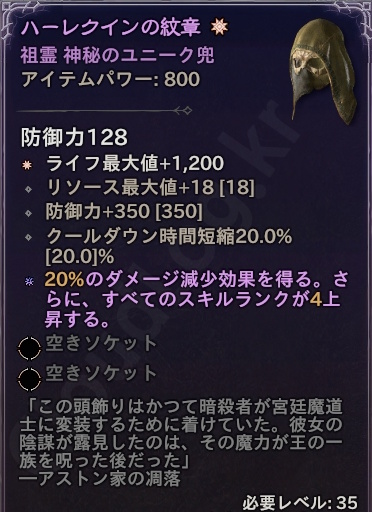 ハーレクインの紋章
祖霊 神秘のユニーク兜
アイテムパワー: 800
防御力128
ライフ最大値+1,200
リソース最大値+18 [18]
防御力+350 [350]
クールダウン時間短縮20.0%
[20.0]%
20%のダメージ減少効果を得る。さ
らに、すべてのスキルランクが4上
昇する。
空きソケット
空きソケット
「この頭飾りはかつて暗殺者が宮廷魔道
士に変装するために着けていた。彼女の
陰謀が露見したのは、その魔力が王の一
族を呪った後だった」
―アストン家の凋落
必要レベル: 35